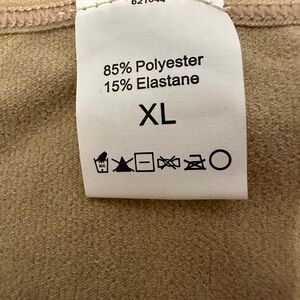 85% Polyester
15% Elastane
XL